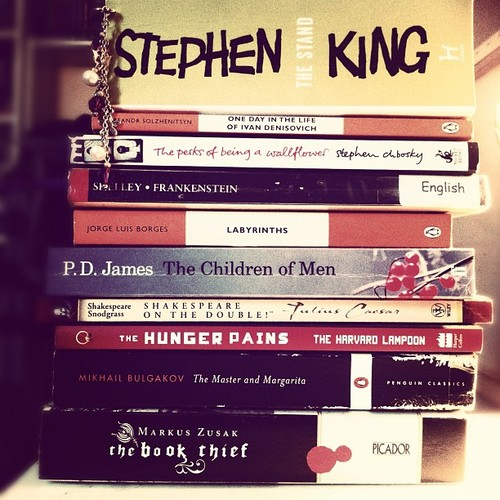 STEPHEN THE STAND KING
ANDR SOLZHENITSYN ONE DAY IN THE LIFE
OF IVAN DENISOVICH
The perks of being a wallflower stephen chbosky
SHELLEY • FRANKENSTEIN English
JORGE LUIS BORGES LABYRINTHS
P.D. James The Children of Men
Shakespeare
Snodgrass
SHAKESPEARE
ON THE DOUBLE!™ Julius Caesar
THE HUNGER PAINS THE HARVARD LAMPOON
MIKHAIL BULGAKOV The Master and Margarita PENGUIN CLASSICS
MARKUS ZUSAK
the book thief PICADOR